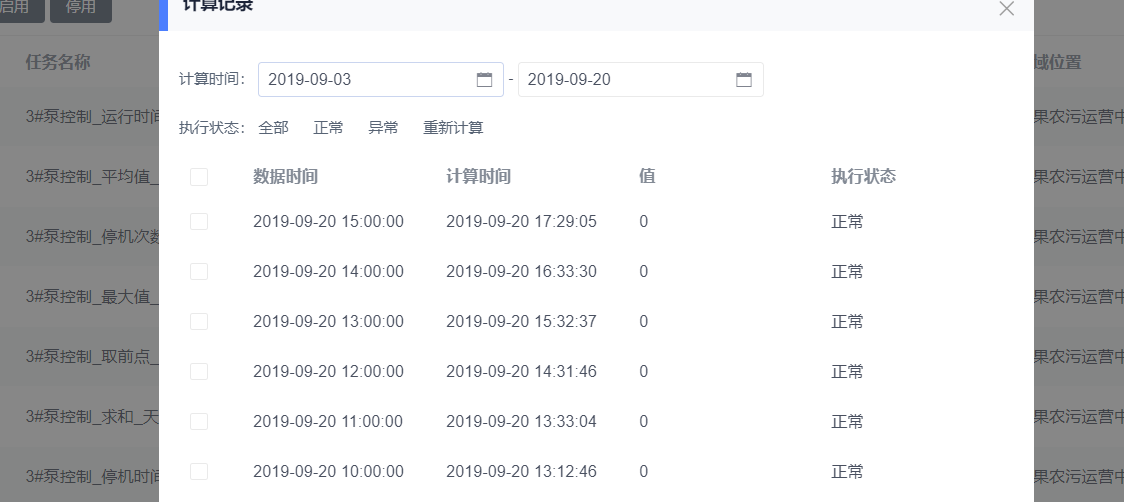 启用 停用
计算记录
任务名称
域位置
计算时间： 2019-09-03 - 2019-09-20
3#泵控制_运行时间
果农污运营中
执行状态： 全部 正常 异常 重新计算
3#泵控制_平均值_
数据时间 计算时间 值 执行状态
果农污运营中
3#泵控制_停机次数
2019-09-20 15:00:00 2019-09-20 17:29:05 0 正常
果农污运营中
2019-09-20 14:00:00 2019-09-20 16:33:30 0 正常
3#泵控制_最大值_
果农污运营中
2019-09-20 13:00:00 2019-09-20 15:32:37 0 正常
3#泵控制_取前点_
果农污运营中
2019-09-20 12:00:00 2019-09-20 14:31:46 0 正常
3#泵控制_求和_天
2019-09-20 11:00:00 2019-09-20 13:33:04 0 正常
果农污运营中
3#泵控制_停机时间
2019-09-20 10:00:00 2019-09-20 13:12:46 0 正常
果农污运营中